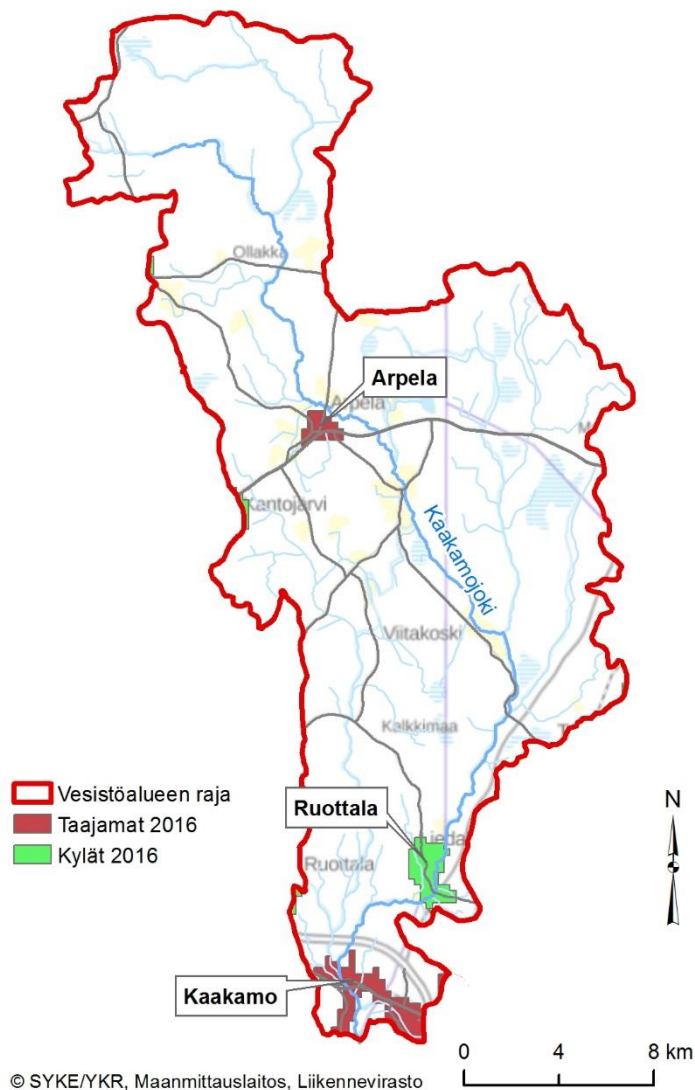 Ollakka
Arpela
Arpela
Kantojärvi
Kaakamojoki
Viitakoski
Kalkkimaa
Vesistöalueen raja
Taajamat 2016
Kylät 2016
Ruottala
Ruottala
N
Kaakamo
0 4 8 km
© SYKE/YKR, Maanmittauslaitos, Liikennevirasto